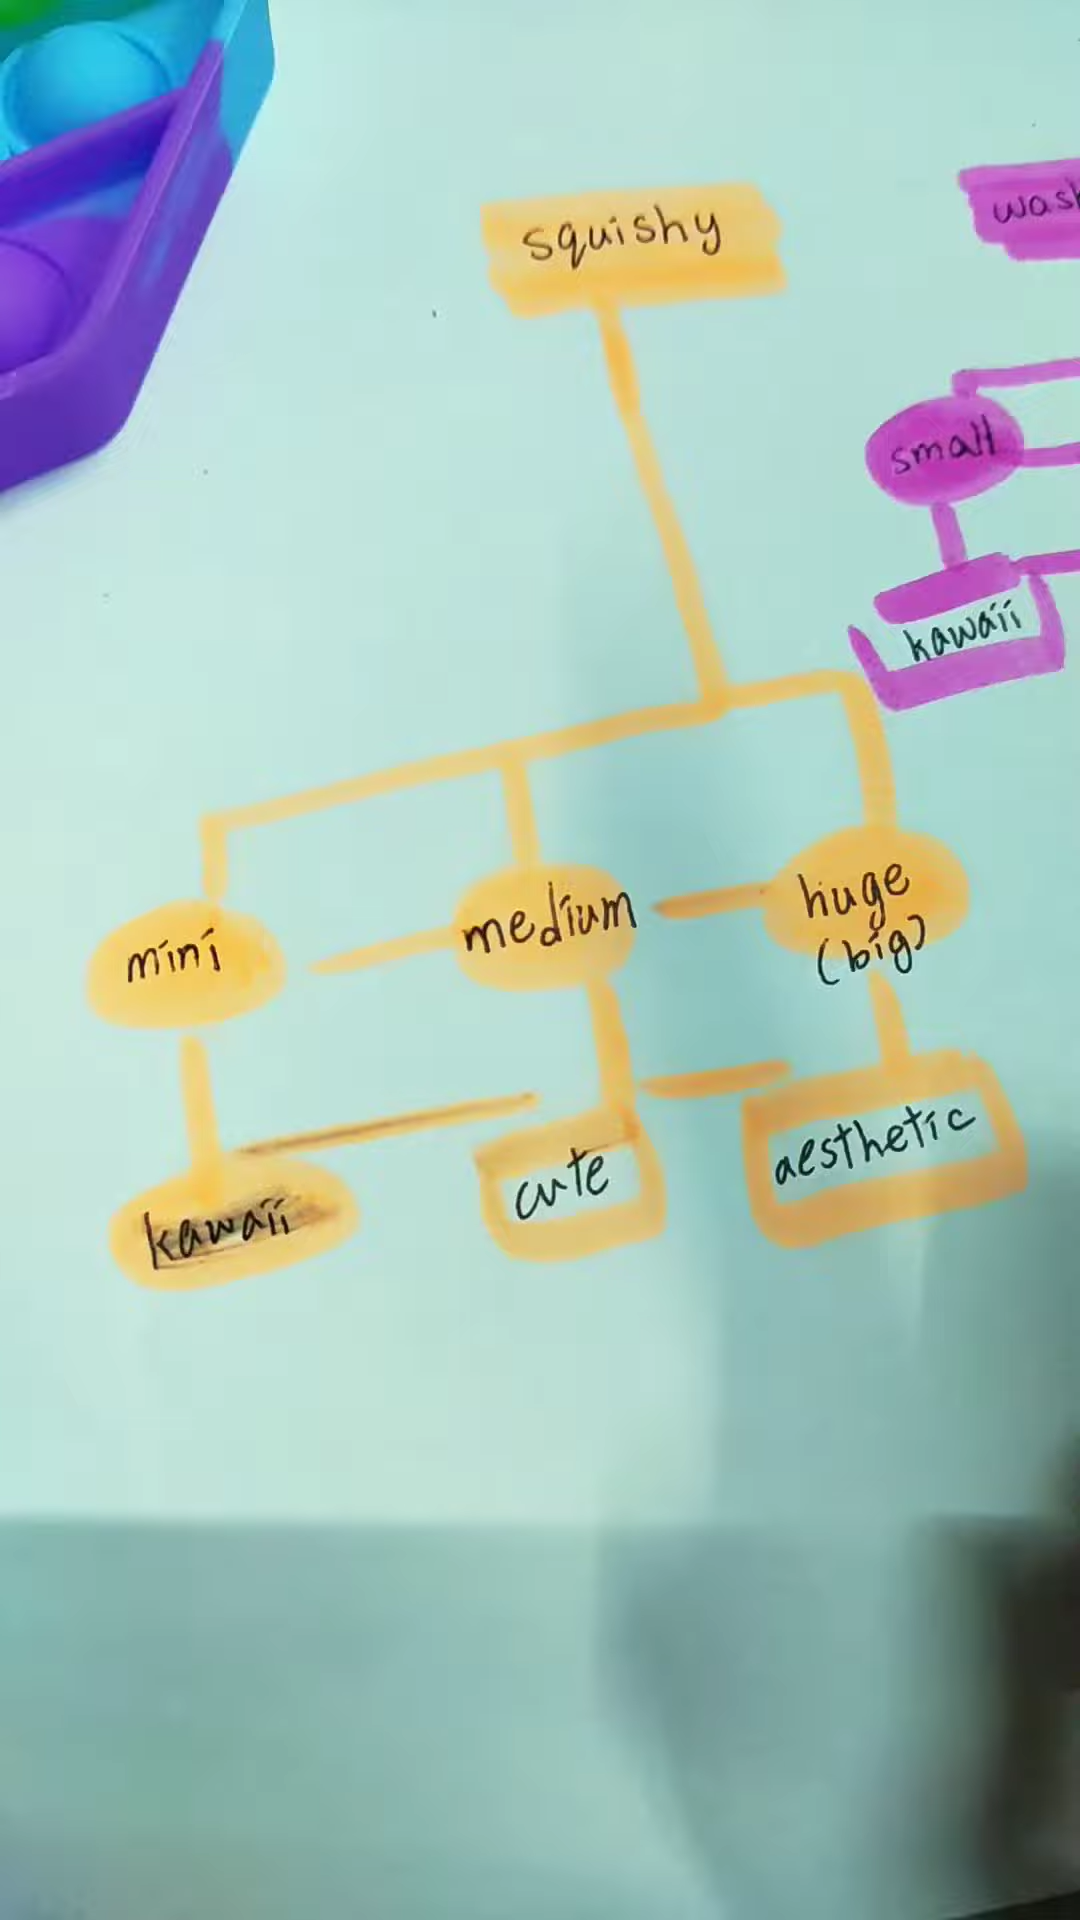 squishy
small
kawaii
mini
medium
huge
(big)
kawaii
cute
aesthetic